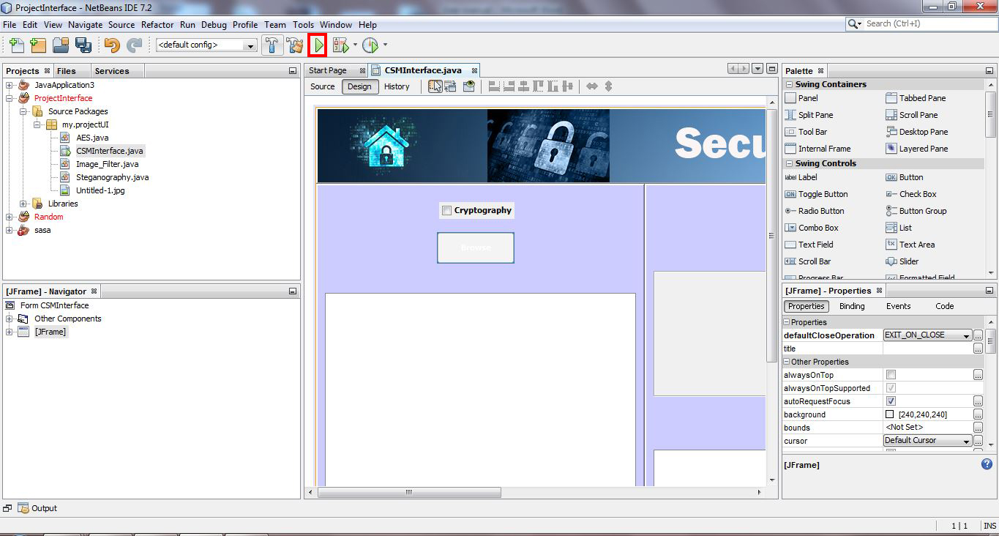 ProjectInterface - NetBeans IDE 7.2
File Edit View Navigate Source Refactor Run Debug Profile Team Tools Window Help
Search (Ctrl+I)
<default config>
Projects Files Services
JavaApplication3
ProjectInterface
Source Packages
my.projectUI
AES.java
CSMInterface.java
Image_Filter.java
Steganography.java
Untitled-1.jpg
Libraries
Random
sasa
[JFrame] - Navigator
Form CSMInterface
Other Components
[JFrame]
Start Page CSMInterface.java
Source Design History
Secu
Cryptography
Browse
Palette
Swing Containers
Panel Tabbed Pane
Split Pane Scroll Pane
Tool Bar Desktop Pane
Internal Frame Layered Pane
Swing Controls
label Label OK Button
ON Toggle Button Check Box
Radio Button Button Group
Combo Box List
Text Field Text Area
Scroll Bar Slider
Progress Bar Formatted Field
[JFrame] - Properties
Properties Binding Events Code
Properties
defaultCloseOperation EXIT_ON_CLOSE
title
Other Properties
alwaysOnTop
alwaysOnTopSupported
autoRequestFocus
background [240,240,240]
bounds <Not Set>
cursor Default Cursor
[JFrame]
Output
1 | 1 INS